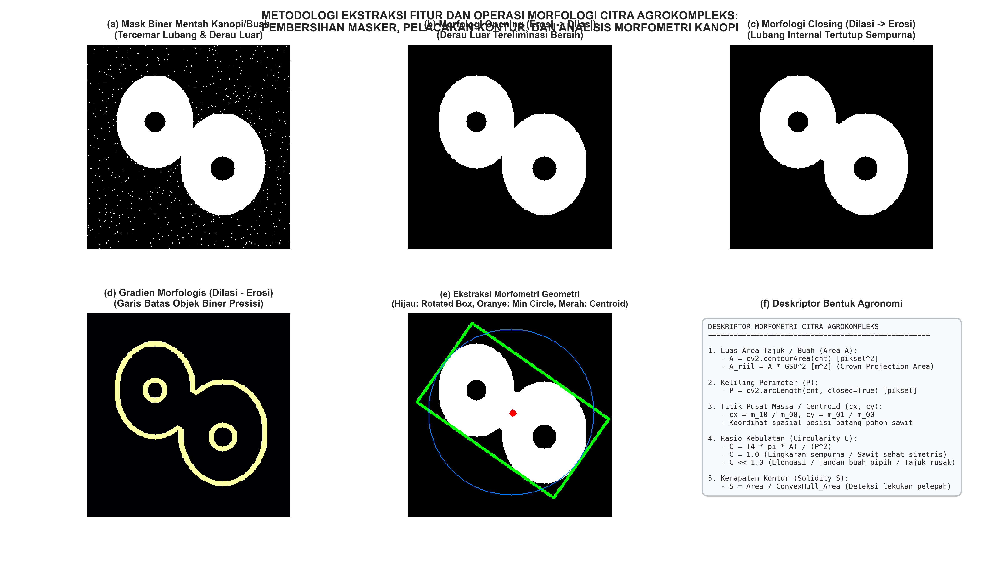 METODOLOGI EKSTRAKSI FITUR DAN OPERASI MORFOLOGI CITRA AGROKOMPLEKS:
PEMBERSIHAN MASKER, PELACAKAN KONTUR, DAN ANALISIS MORFOMETRI KANOPI
(a) Mask Biner Mentah Kanopi/Buah
(Tercemar Lubang & Derau Luar)
(b) Morfologi Opening (Erosi -> Dilasi)
(Derau Luar Tereliminasi Bersih)
(c) Morfologi Closing (Dilasi -> Erosi)
(Lubang Internal Tertutup Sempurna)
(d) Gradien Morfologis (Dilasi - Erosi)
(Garis Batas Objek Biner Presisi)
(e) Ekstraksi Morfometri Geometri
(Hijau: Rotated Box, Oranye: Min Circle, Merah: Centroid)
(f) Deskriptor Bentuk Agronomi
DESKRIPTOR MORFOMETRI CITRA AGROKOMPLEKS
====================================================
1. Luas Area Tajuk / Buah (Area A):
- A = cv2.contourArea(cnt) [piksel^2]
- A_riil = A * GSD^2 [m^2] (Crown Projection Area)
2. Keliling Perimeter (P):
- P = cv2.arcLength(cnt, closed=True) [piksel]
3. Titik Pusat Massa / Centroid (cx, cy):
- cx = m_10 / m_00, cy = m_01 / m_00
- Koordinat spasial posisi batang pohon sawit
4. Rasio Kebulatan (Circularity C):
- C = (4 * pi * A) / (P^2)
- C = 1.0 (Lingkaran sempurna / Sawit sehat simetris)
- C << 1.0 (Elongasi / Tandan buah pipih / Tajuk rusak)
5. Kerapatan Kontur (Solidity S):
- S = Area / ConvexHull_Area (Deteksi lekukan pelepah)